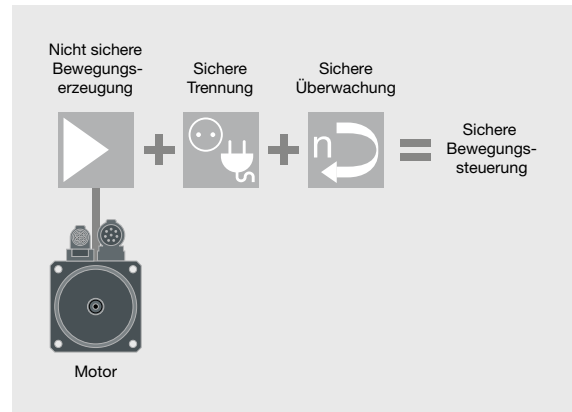 Nicht sichere
Bewegungs-
erzeugung
Sichere
Trennung
Sichere
Überwachung
n
Sichere
Bewegungs-
steuerung
Motor